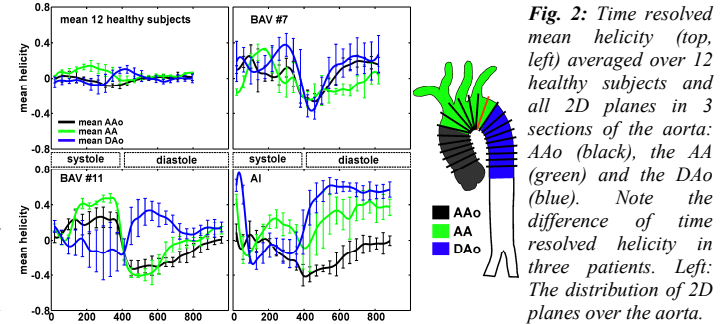 mean 12 healthy subjects
BAV #7
0.8
0.4
0
-0.4
-0.8
mean helicity
mean AAo
mean AA
mean DAo
systole
diastole
systole
diastole
BAV #11
AI
0.8
0.4
0
-0.4
-0.8
mean helicity
0 200 400 600 800
0 200 400 600 800
AAo
AA
DAo
Fig. 2: Time resolved
mean helicity (top,
left) averaged over 12
healthy subjects and
all 2D planes in 3
sections of the aorta:
AAo (black), the AA
(green) and the DAo
(blue). Note the
difference of time
resolved helicity in
three patients. Left:
The distribution of 2D
planes over the aorta.